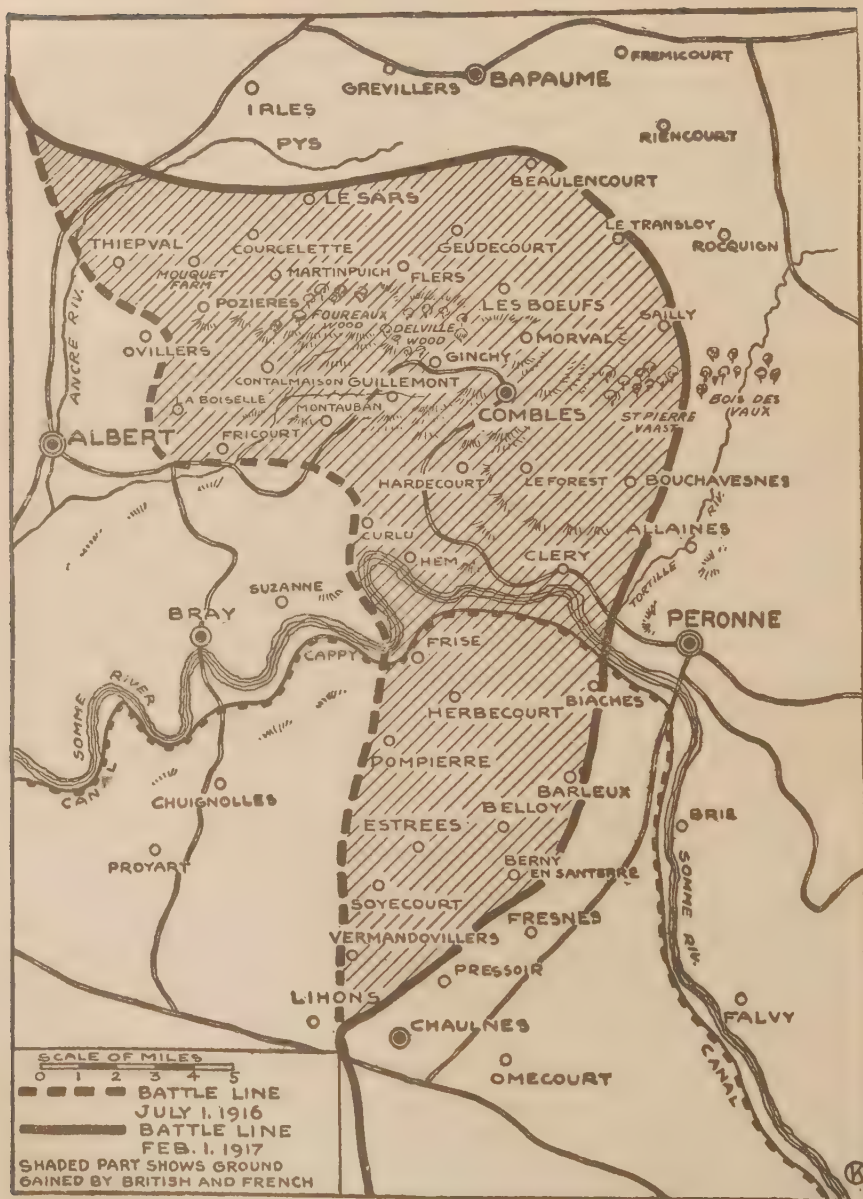 FREMICOURT
GREVILLERS
BAPAUME
IRLES
RIENCOURT
PYS
BEAULENCOURT
LE SARS
LE TRANSLOY
THIEPVAL
COURCELETTE
GEUDECOURT
ROCQUIGN
MOUQUET
FARM
MARTINPUICH
FLERS
POZIERES
FOUREAUX
WOOD
LES BOEUFS
SAILLY
DELVILLE
WOOD
MORVAL
OVILLERS
ANCRE RIV.
GINCHY
CONTALMAISON
GUILLEMONT
BOIS DES
VAUX
LA BOISELLE
MONTAUBAN
COMBLES
ST PIERRE
VAAST
ALBERT
FRICOURT
HARDECOURT
LE FOREST
BOUCHAVESNES
CURLU
ALLAINES
HEM
CLERY
TORTILLE
RIV.
SUZANNE
BRAY
PERONNE
CAPPY
FRISE
SOMME
RIVER
CANAL
HERBECOURT
BIACHES
DOMPIERRE
CHUIGNOLLES
BARLEUX
BELLOY
ESTREES
BRIE
PROYART
BERNY
EN SANTERRE
SOMME RIV.
SOYECOURT
FRESNES
VERMANDOVILLERS
PRESSOIR
LIHONS
FALVY
CHAULNES
OMECOURT
CANAL
SCALE OF MILES
0 1 2 3 4 5
BATTLE LINE
JULY 1. 1916
BATTLE LINE
FEB. 1. 1917
SHADED PART SHOWS GROUND
GAINED BY BRITISH AND FRENCH